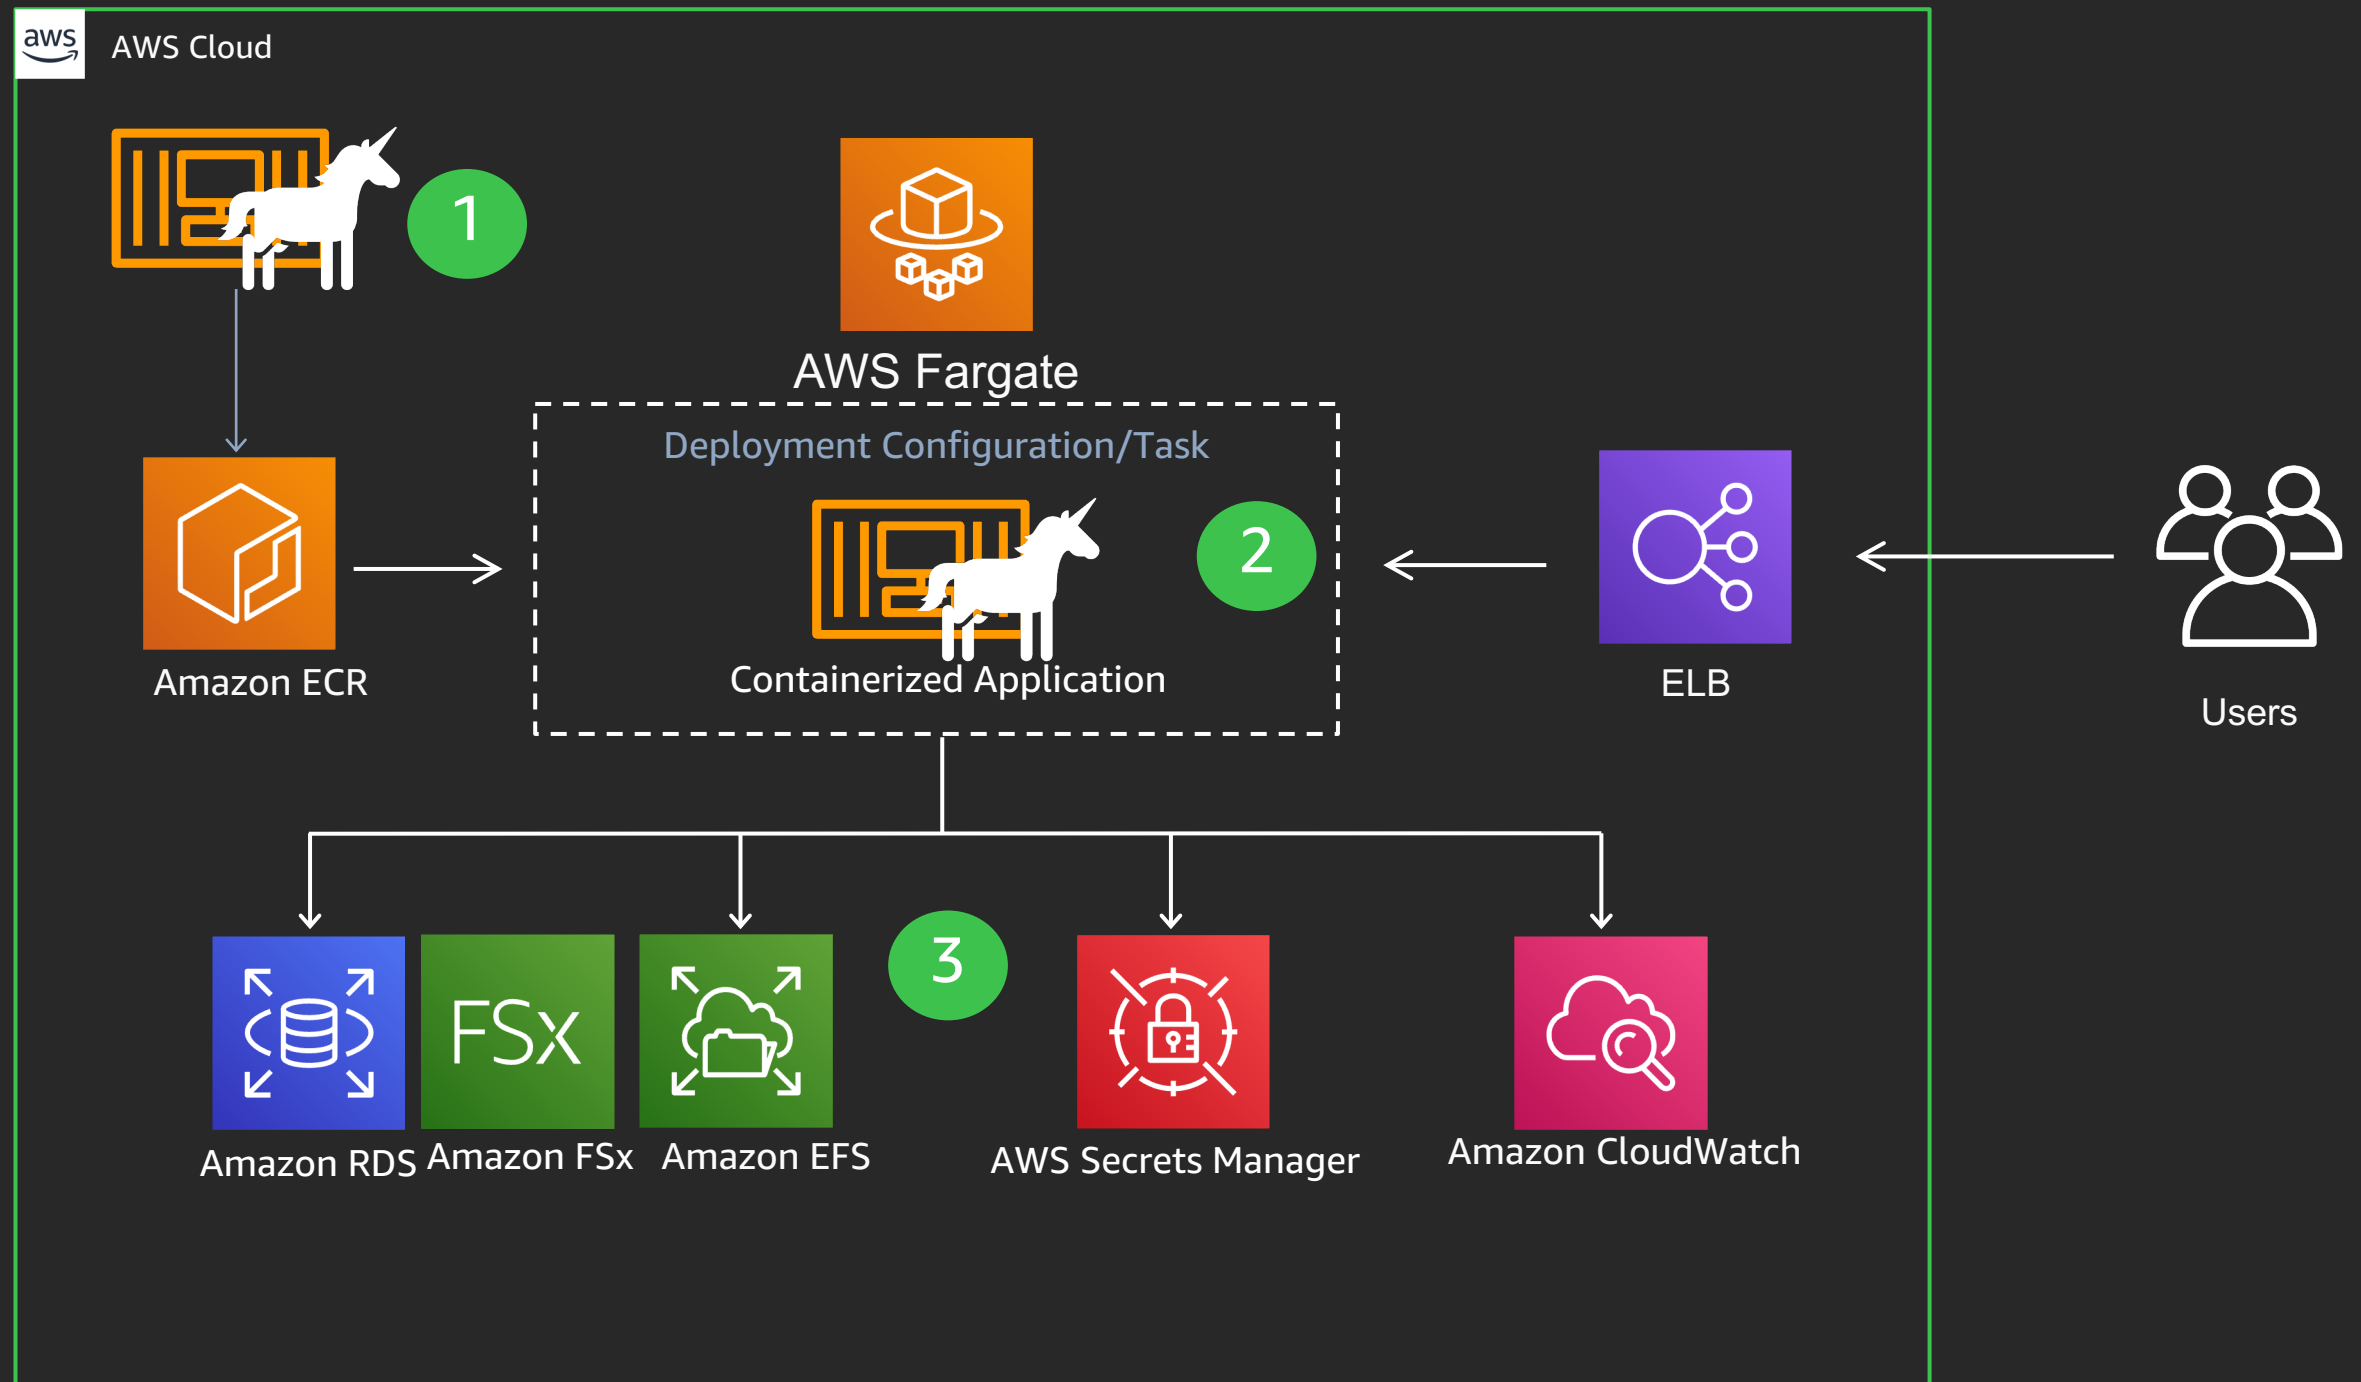 aws
AWS Cloud
1
AWS Fargate
Deployment Configuration/Task
2
Containerized Application
Amazon ECR
ELB
Users
3
FSx
Amazon RDS
Amazon FSx
Amazon EFS
AWS Secrets Manager
Amazon CloudWatch